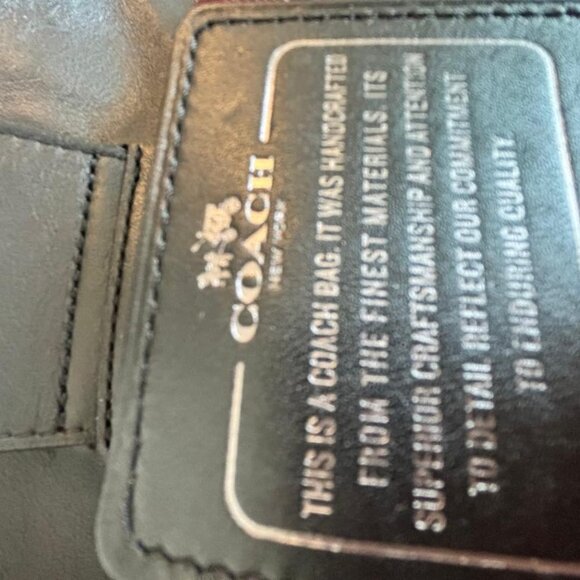 COACH
NEW YORK
THIS IS A COACH BAG. IT WAS HANDCRAFTED
FROM THE FINEST MATERIALS. ITS
SUPERIOR CRAFTSMANSHIP AND ATTENTION
TO DETAIL REFLECT OUR COMMITMENT
TO ENDURING QUALITY